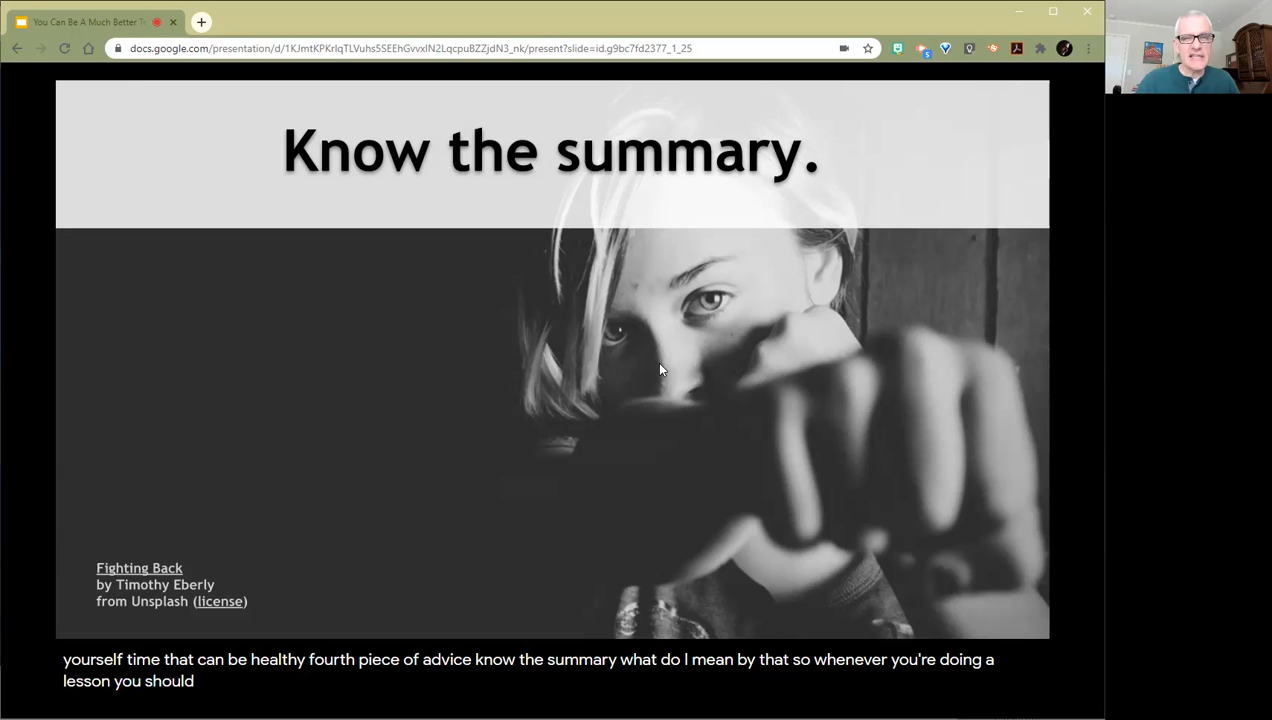 You Can Be A Much Better
docs.google.com/presentation/d/1KJmtKPKrlqTLVuhs5SEEhGvvxlN2LqcpuBZZjdN3_nk/present?slide=id.g9bc7fd2377_1_25
5
Know the summary.
Fighting Back
by Timothy Eberly
from Unsplash (license)
yourself time that can be healthy fourth piece of advice know the summary what do I mean by that so whenever you're doing a
lesson you should